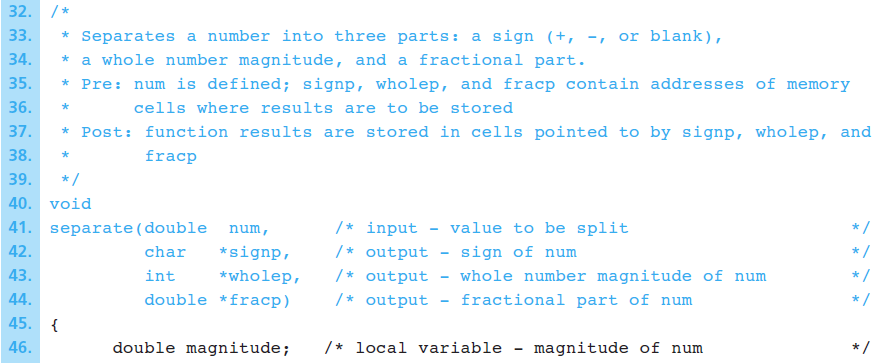 32. /*
33.  * Separates a number into three parts: a sign (+, -, or blank),
34.  * a whole number magnitude, and a fractional part.
35.  * Pre: num is defined; signp, wholep, and fracp contain addresses of memory
36.  *      cells where results are to be stored
37.  * Post: function results are stored in cells pointed to by signp, wholep, and
38.  *       fracp
39.  */
40. void
41. separate(double  num,      /* input - value to be split                     */
42.          char   *signp,    /* output - sign of num                          */
43.          int    *wholep,   /* output - whole number magnitude of num        */
44.          double *fracp)    /* output - fractional part of num               */
45. {
46.       double magnitude;   /* local variable - magnitude of num              */